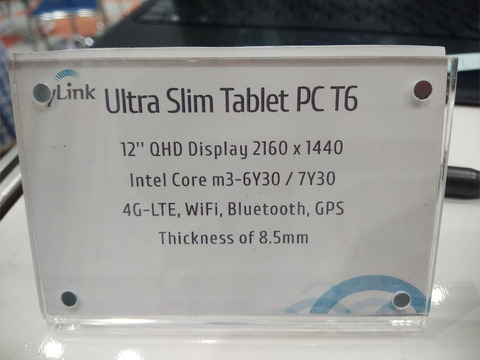 yLink Ultra Slim Tablet PC T6
12'' QHD Display 2160 x 1440
Intel Core m3-6Y30 / 7Y30
4G-LTE, WiFi, Bluetooth, GPS
Thickness of 8.5mm